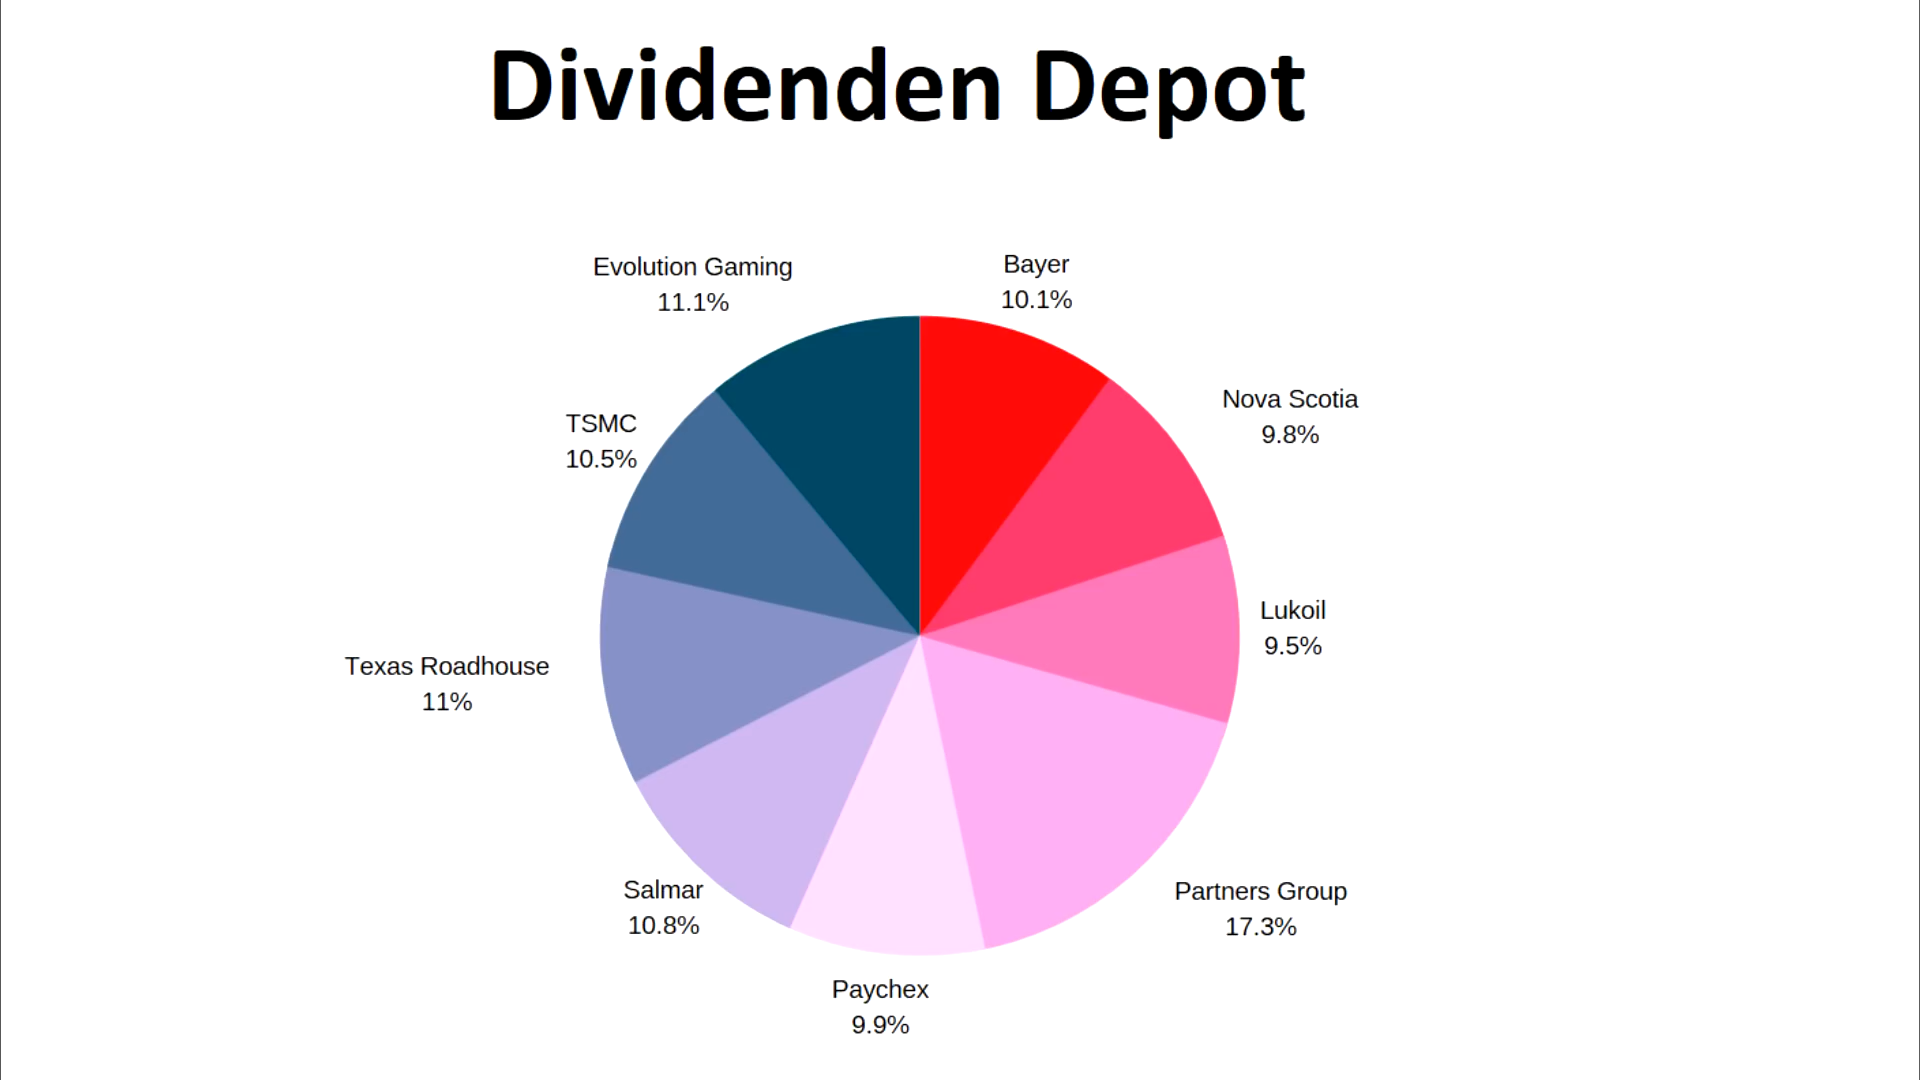 Dividenden Depot
Evolution Gaming
11.1%
Bayer
10.1%
Nova Scotia
9.8%
TSMC
10.5%
Lukoil
9.5%
Texas Roadhouse
11%
Salmar
10.8%
Partners Group
17.3%
Paychex
9.9%